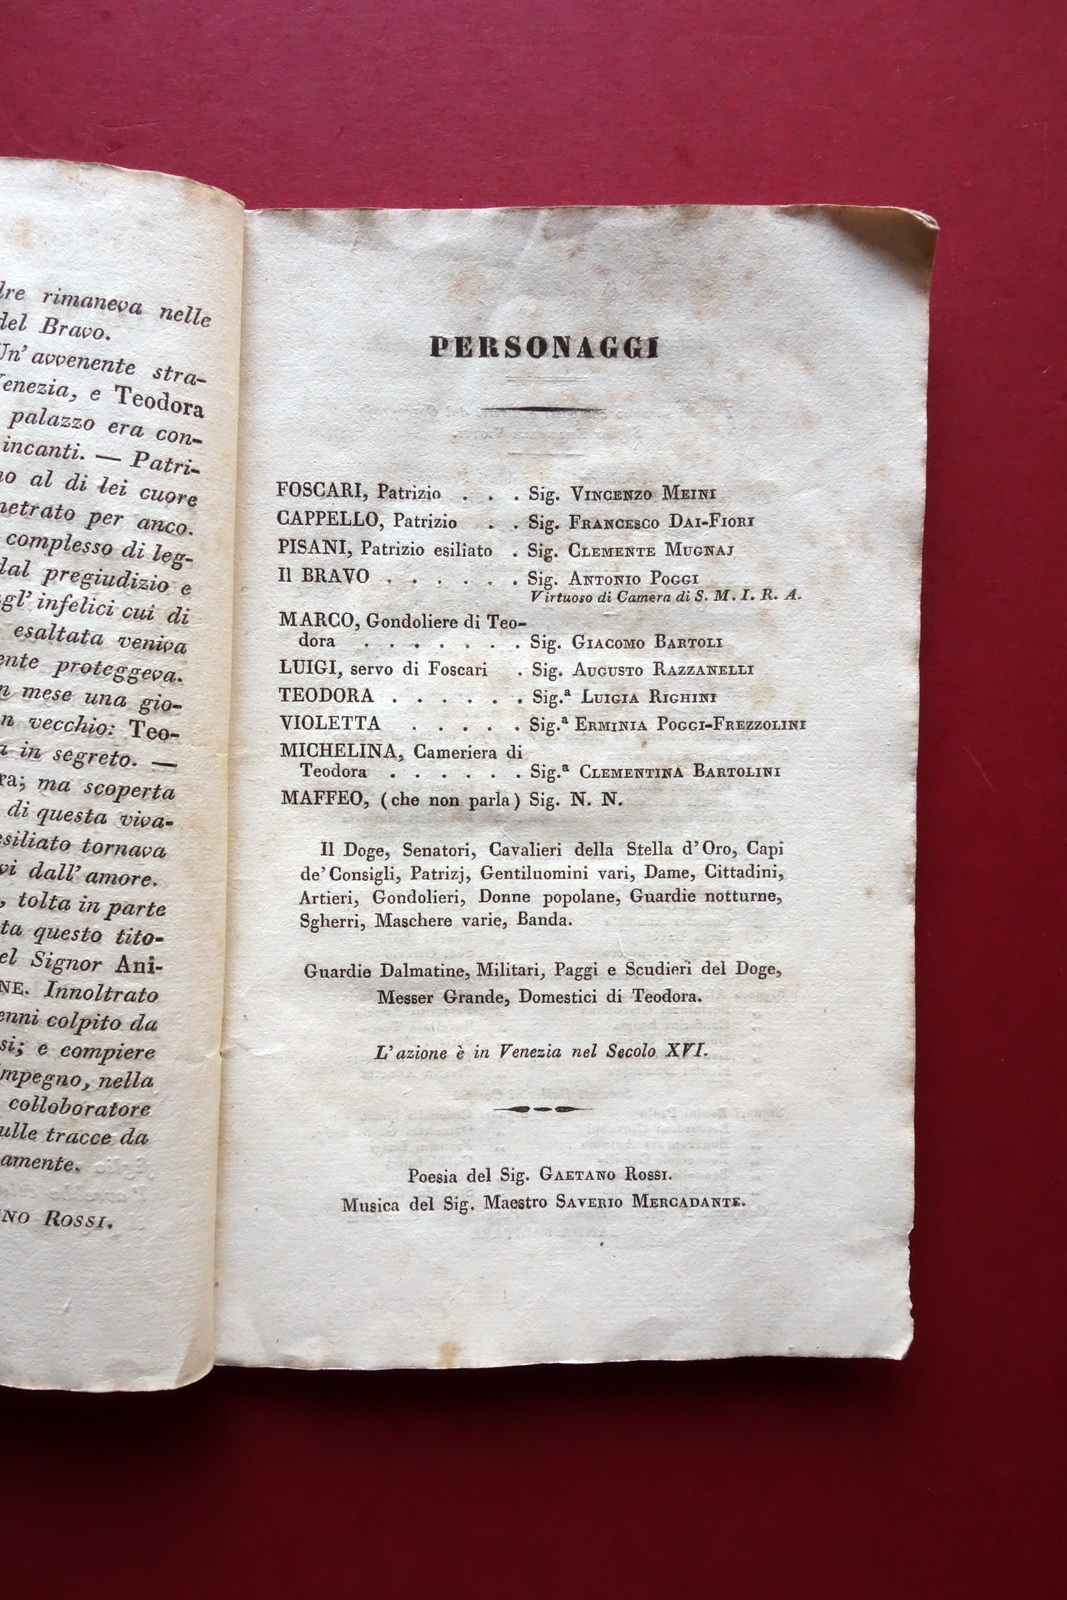 dre rimaneva nelle
del Bravo.
Un' avvenente stra-
Venezia, e Teodora
palazzo era con-
incanti. — Patri-
no al di lei cuore
netrato per anco.
complesso di leg-
dal pregiudizio e
gl' infelici cui di
esaltata veniva
ente proteggeva.
n mese una gio-
n vecchio: Teo-
a in segreto. —
ra; ma scoperta
di questa viva-
esiliato tornava
vi dall' amore.
, tolta in parte
ta questo tito-
el Signor Ani-
NE. Innoltrato
enni colpito da
si; e compiere
mpegno, nella
colloboratore
ulle tracce da
amente.
NO ROSSI.
PERSONAGGI
FOSCARI, Patrizio . . . Sig. VINCENZO MEINI
CAPPELLO, Patrizio . . Sig. FRANCESCO DAI-FIORI
PISANI, Patrizio esiliato . Sig. CLEMENTE MUGNAJ
Il BRAVO . . . . . . Sig. ANTONIO POGGI
Virtuoso di Camera di S. M. I. R. A.
MARCO, Gondoliere di Teo-
dora . . . . . . . Sig. GIACOMO BARTOLI
LUIGI, servo di Foscari . Sig. AUGUSTO RAZZANELLI
TEODORA . . . . . . Sig.ª LUIGIA RIGHINI
VIOLETTA . . . . . Sig.ª ERMINIA POGGI-FREZZOLINI
MICHELINA, Cameriera di
Teodora . . . . . . Sig.ª CLEMENTINA BARTOLINI
MAFFEO, (che non parla) Sig. N. N.
Il Doge, Senatori, Cavalieri della Stella d' Oro, Capi
de' Consigli, Patrizj, Gentiluomini vari, Dame, Cittadini,
Artieri, Gondolieri, Donne popolane, Guardie notturne,
Sgherri, Maschere varie, Banda.
Guardie Dalmatine, Militari, Paggi e Scudieri del Doge,
Messer Grande, Domestici di Teodora.
L' azione è in Venezia nel Secolo XVI.
Poesia del Sig. GAETANO ROSSI.
Musica del Sig. Maestro SAVERIO MERCADANTE.